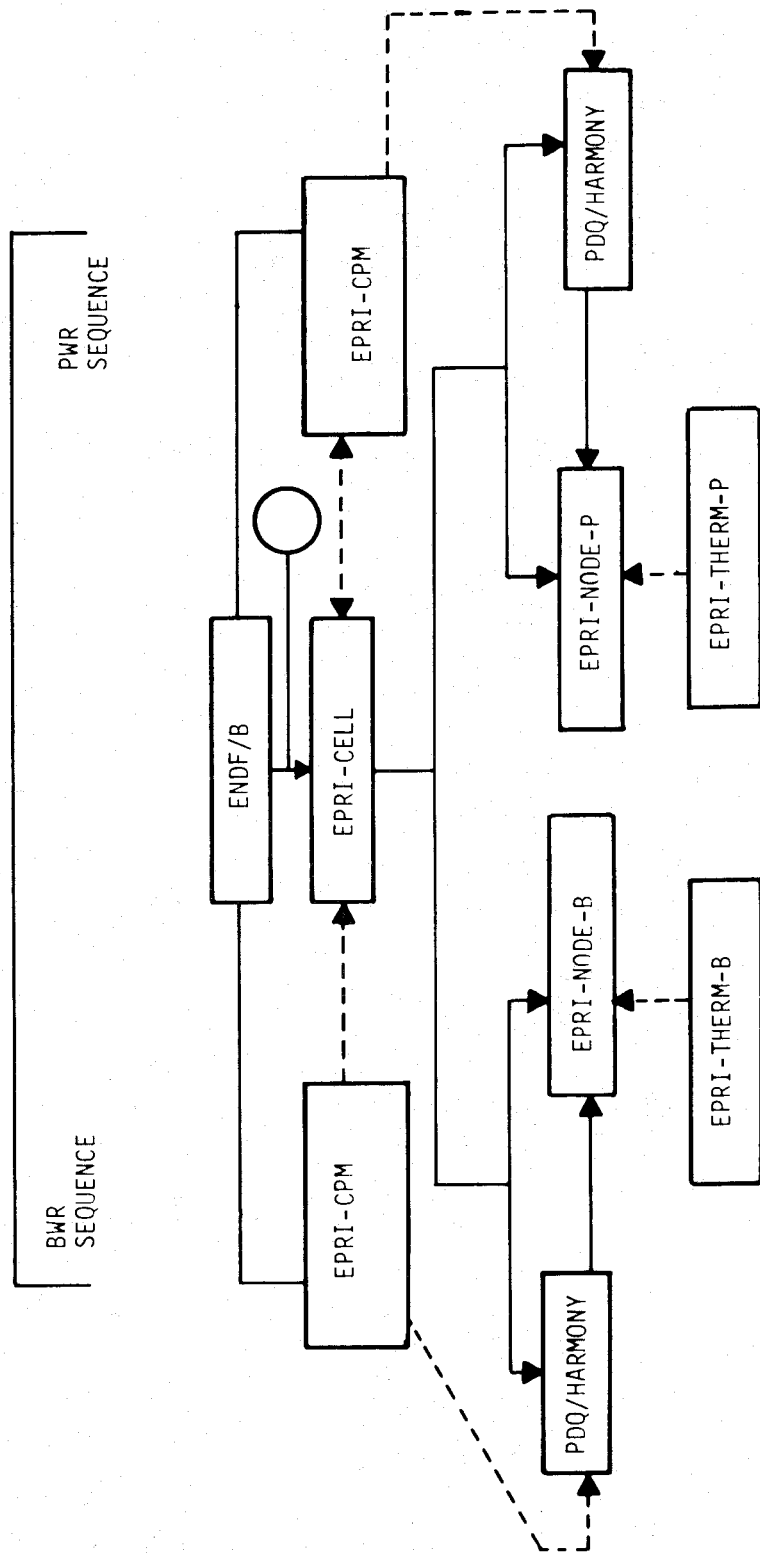 BWR
SEQUENCE
PWR
SEQUENCE
ENDF/B
EPRI-CPM
EPRI-CELL
EPRI-CPM
PDQ/HARMONY
EPRI-NODE-B
EPRI-NODE-P
PDQ/HARMONY
EPRI-THERM-B
EPRI-THERM-P